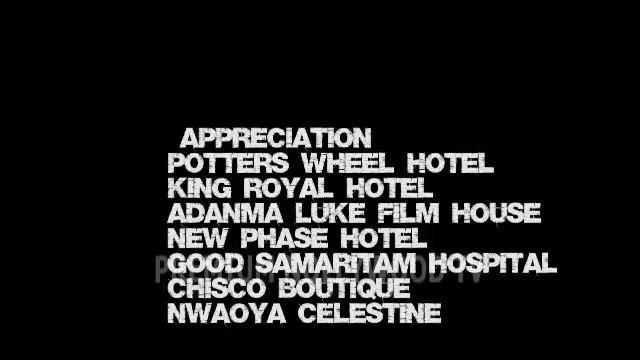 APPRECIATION
POTTERS WHEEL HOTEL
KING ROYAL HOTEL
ADANMA LUKE FILM HOUSE
NEW PHASE HOTEL
GOOD SAMARITAM HOSPITAL
CHISCO BOUTIQUE
NWAOYA CELESTINE